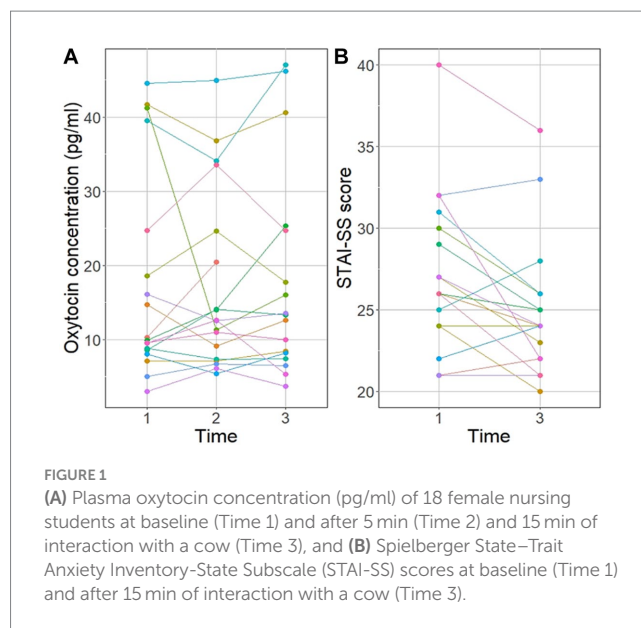 A
B
Oxytocin concentration (pg/ml)
40
30
20
10
1
2
3
Time
STAI-SS score
40
35
30
25
20
1
3
Time
FIGURE 1
(A) Plasma oxytocin concentration (pg/ml) of 18 female nursing
students at baseline (Time 1) and after 5 min (Time 2) and 15 min of
interaction with a cow (Time 3), and (B) Spielberger State–Trait
Anxiety Inventory-State Subscale (STAI-SS) scores at baseline (Time 1)
and after 15 min of interaction with a cow (Time 3).